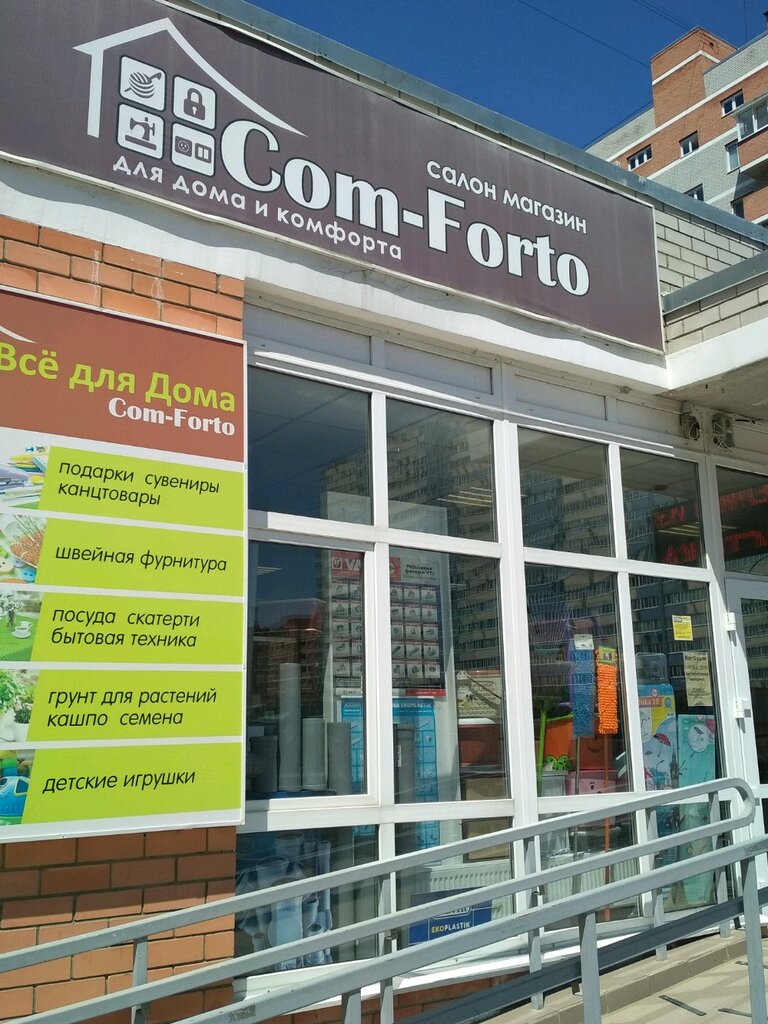 салон магазин
Com-Forto
для дома и комфорта
Всё для Дома
Com-Forto
подарки сувениры
канцтовары
швейная фурнитура
посуда скатерти
бытовая техника
грунт для растений
кашпо семена
детские игрушки
EKOPLASTIK